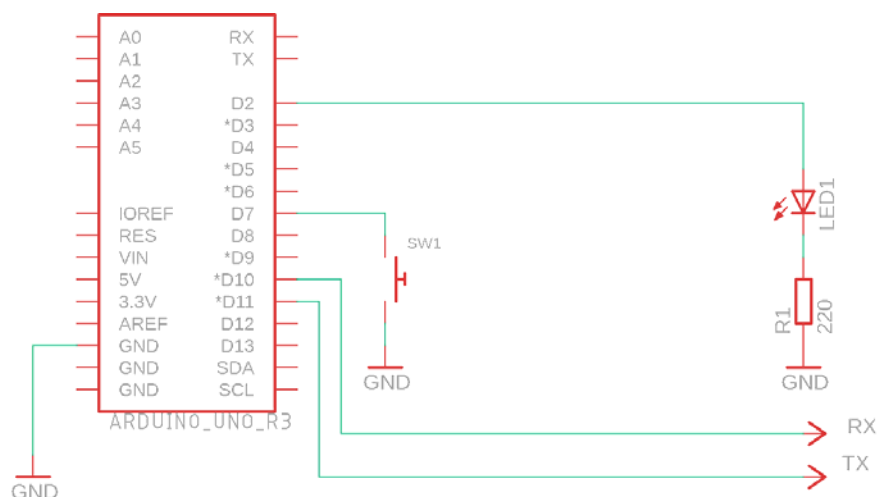 A0 RX
A1 TX
A2
A3 D2
A4 *D3
A5 D4
*D5
*D6
IOREF D7
RES D8
VIN *D9
5V *D10
3.3V *D11
AREF D12
GND D13
GND SDA
GND SCL
ARDUINO_UNO_R3
GND
SW1
GND
LED1
R1
220
GND
RX
TX